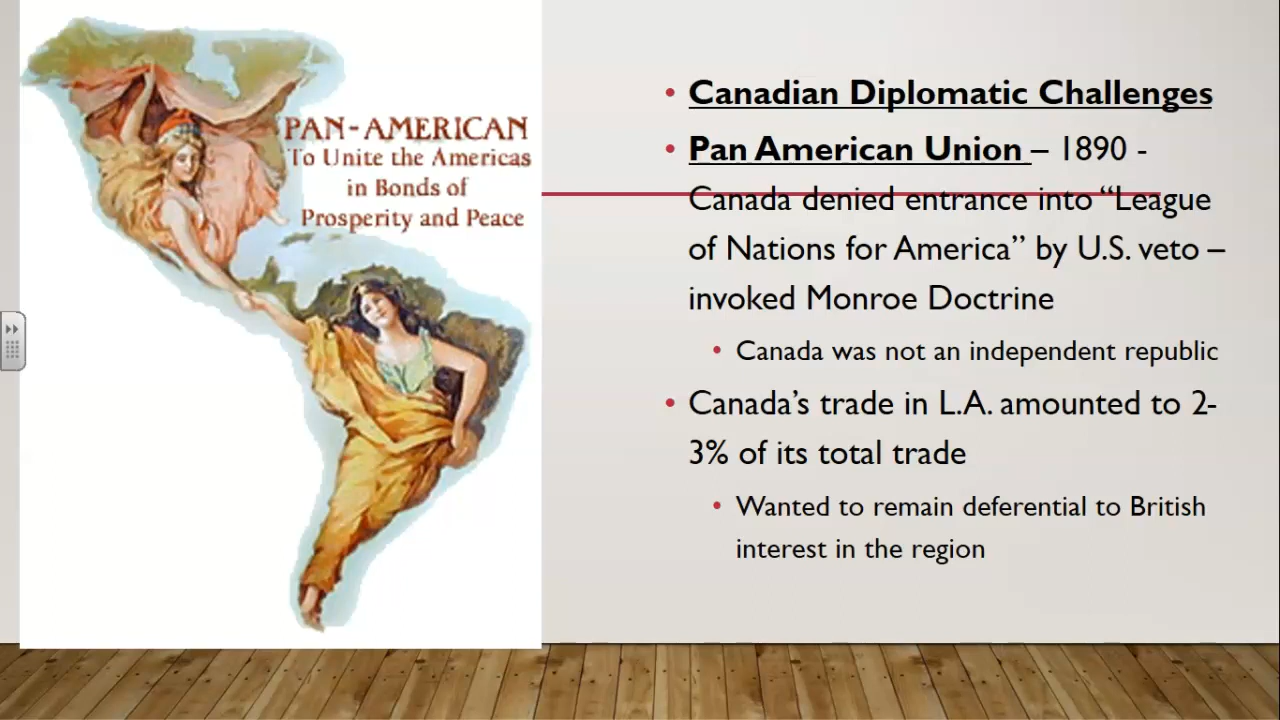 PAN-AMERICAN
To Unite the Americas
in Bonds of
Prosperity and Peace
• Canadian Diplomatic Challenges
• Pan American Union – 1890 -
Canada denied entrance into “League
of Nations for America” by U.S. veto –
invoked Monroe Doctrine
• Canada was not an independent republic
• Canada’s trade in L.A. amounted to 2-
3% of its total trade
• Wanted to remain deferential to British
interest in the region